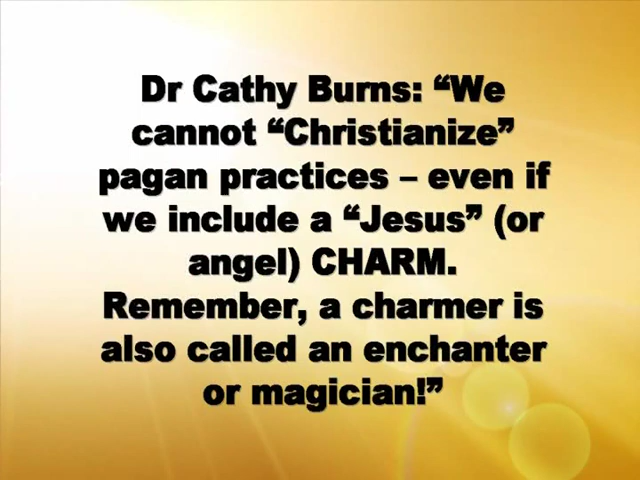 Dr Cathy Burns: “We
cannot “Christianize”
pagan practices – even if
we include a “Jesus” (or
angel) CHARM.
Remember, a charmer is
also called an enchanter
or magician!”